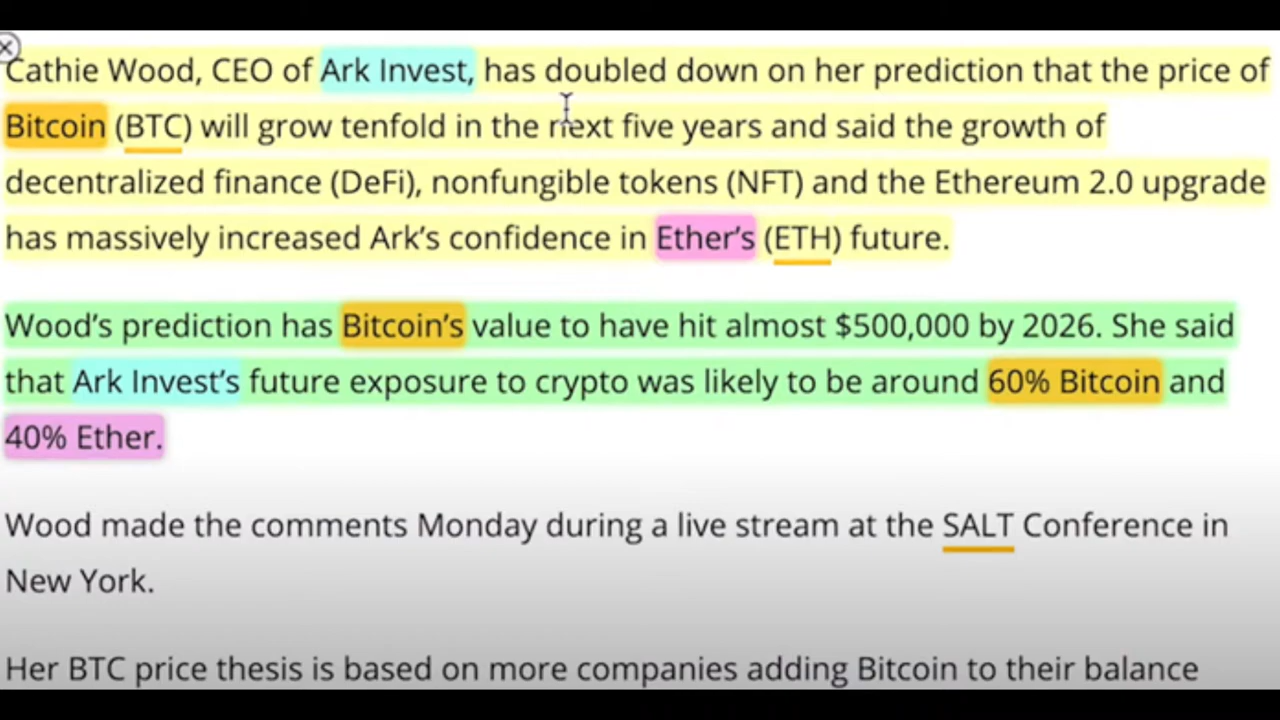 Cathie Wood, CEO of Ark Invest, has doubled down on her prediction that the price of
Bitcoin (BTC) will grow tenfold in the next five years and said the growth of
decentralized finance (DeFi), nonfungible tokens (NFT) and the Ethereum 2.0 upgrade
has massively increased Ark’s confidence in Ether’s (ETH) future.
Wood’s prediction has Bitcoin’s value to have hit almost $500,000 by 2026. She said
that Ark Invest’s future exposure to crypto was likely to be around 60% Bitcoin and
40% Ether.
Wood made the comments Monday during a live stream at the SALT Conference in
New York.
Her BTC price thesis is based on more companies adding Bitcoin to their balance